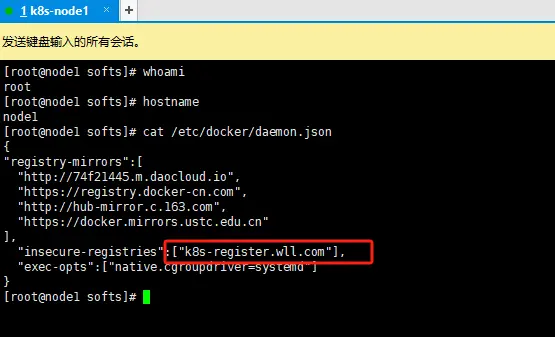 1 k8s-node1 × +
发送键盘输入的所有会话。
[root@node1 softs]# whoami
root
[root@node1 softs]# hostname
node1
[root@node1 softs]# cat /etc/docker/daemon.json
{
"registry-mirrors":[
  "http://74f21445.m.daocloud.io",
  "https://registry.docker-cn.com",
  "http://hub-mirror.c.163.com",
  "https://docker.mirrors.ustc.edu.cn"
],
  "insecure-registries":["k8s-register.wll.com"],
  "exec-opts":["native.cgroupdriver=systemd"]
}
[root@node1 softs]#